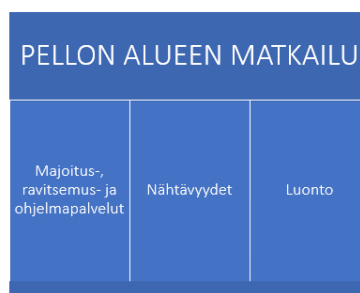 PELLON ALUEEN MATKAILU
Majoitus-,
ravitsemus- ja
ohjelmapalvelut
Nähtävyydet
Luonto